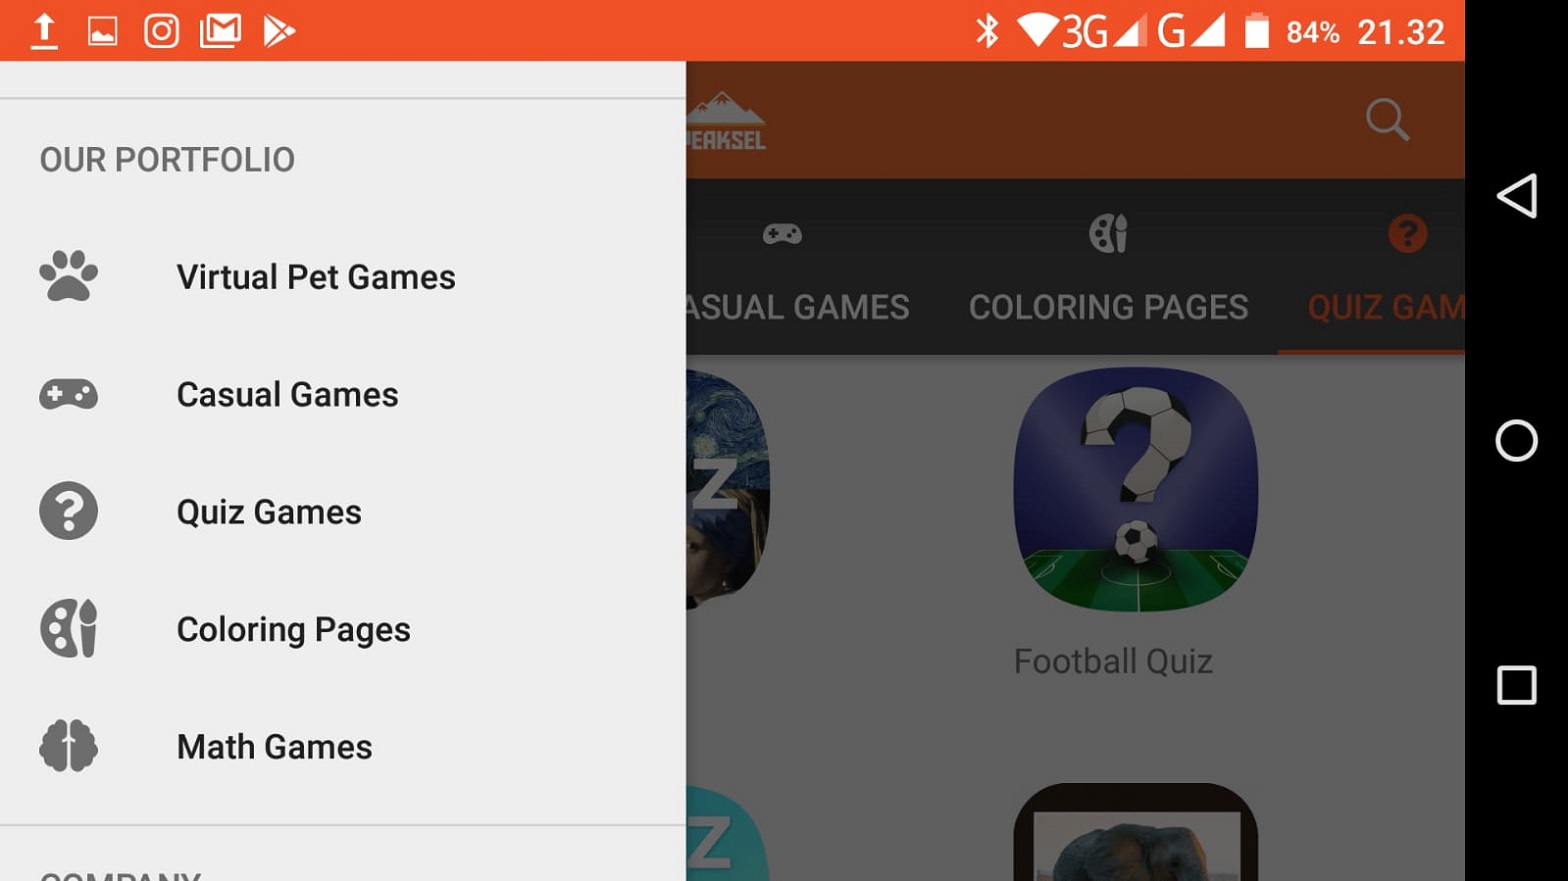 3G G 84% 21.32
PEAKSEL
OUR PORTFOLIO
Virtual Pet Games
Casual Games
Quiz Games
Coloring Pages
Math Games
COMPANY
ASUAL GAMES
COLORING PAGES
QUIZ GAM
Z
Football Quiz
Z